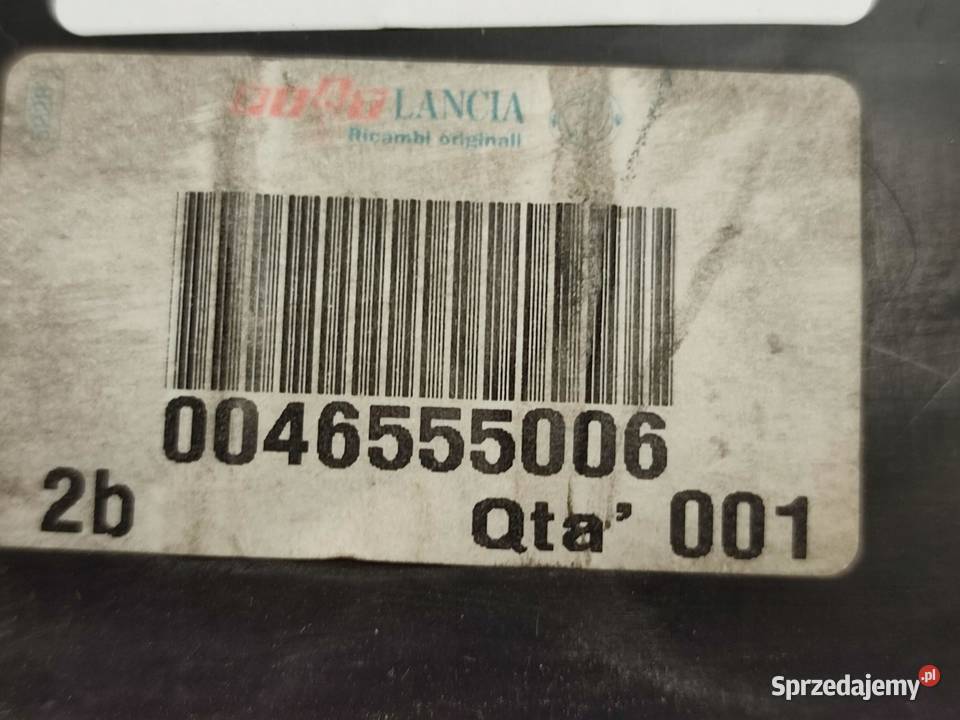 LANCIA
Ricambi originali
0046555006
2b Qta' 001
Sprzedajemy.pl